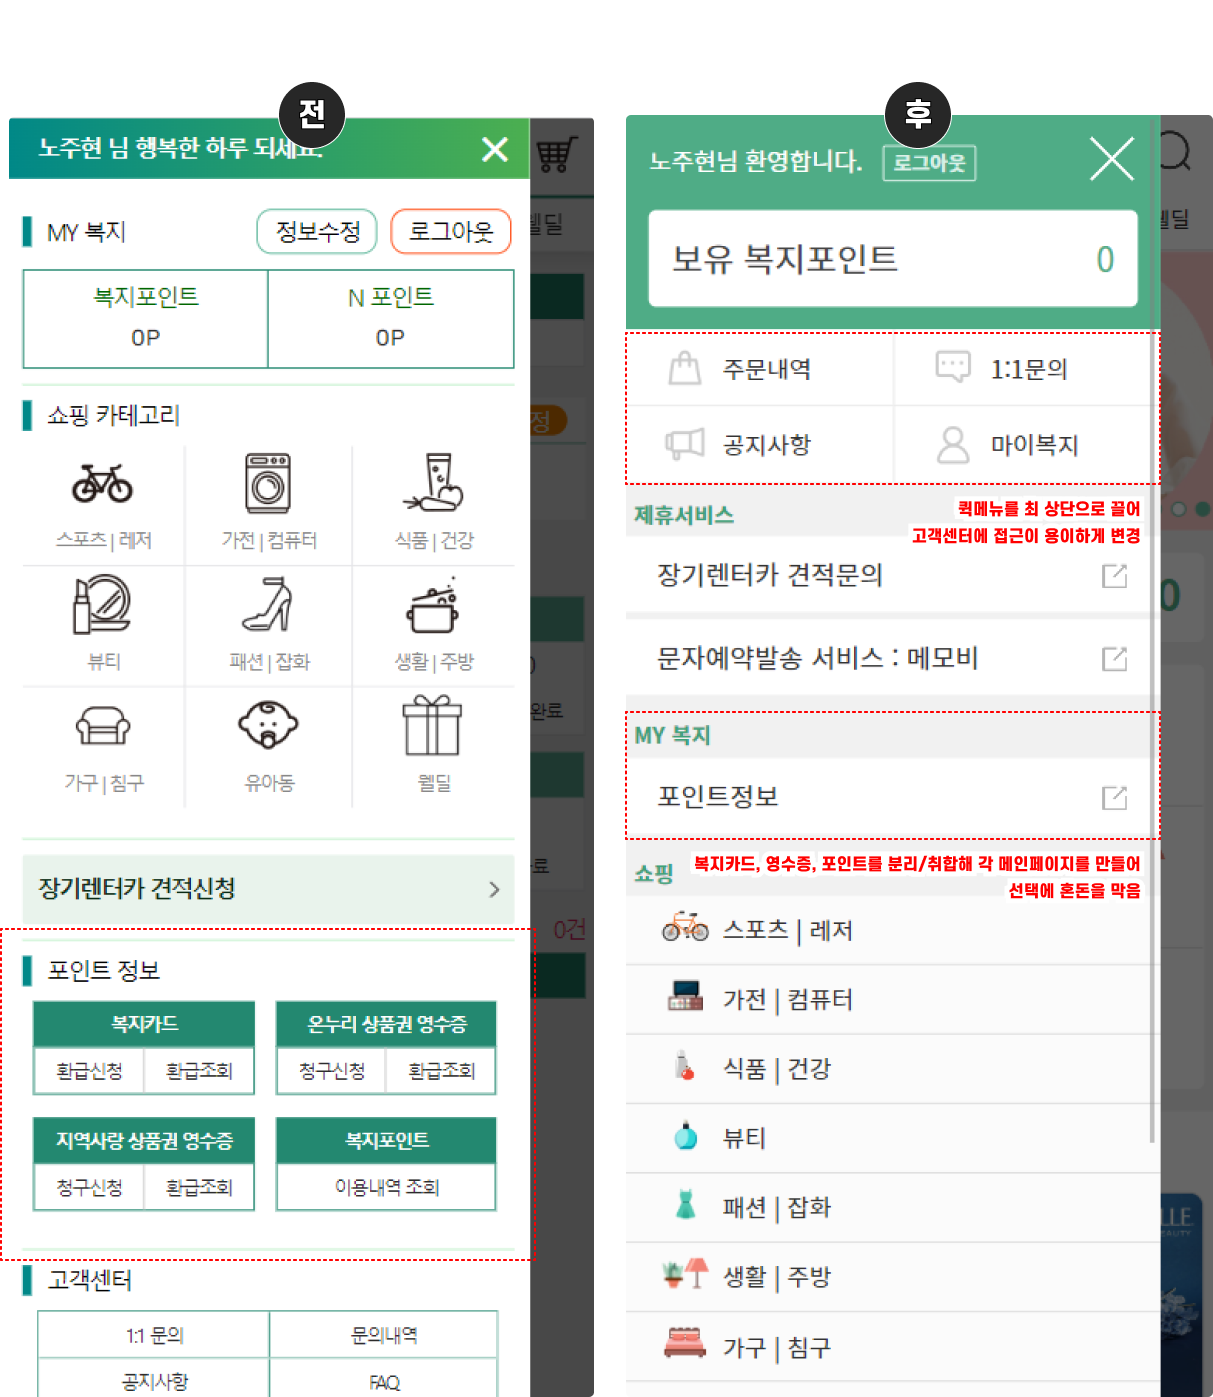 전
노주현 님 행복한 하루 되세요.
웰딜
MY 복지
정보수정
로그아웃
복지포인트
N 포인트
0P
0P
쇼핑 카테고리
정
스포츠 | 레저
가전 | 컴퓨터
식품 | 건강
뷰티
패션 | 잡화
생활 | 주방
완료
가구 | 침구
유아동
웰딜
료
장기렌터카 견적신청
0건
포인트 정보
복지카드
온누리 상품권 영수증
환급신청
환급조회
청구신청
환급조회
지역사랑 상품권 영수증
복지포인트
청구신청
환급조회
이용내역 조회
고객센터
1:1 문의
문의내역
공지사항
FAQ
후
노주현님 환영합니다.
로그아웃
웰딜
보유 복지포인트
0
주문내역
1:1문의
공지사항
마이복지
제휴서비스
퀵메뉴를 최 상단으로 끌어
고객센터에 접근이 용이하게 변경
장기렌터카 견적문의
0
문자예약발송 서비스 : 메모비
MY 복지
포인트정보
쇼핑
복지카드, 영수증, 포인트를 분리/취합해 각 메인페이지를 만들어
선택에 혼돈을 막음
스포츠 | 레저
가전 | 컴퓨터
식품 | 건강
뷰티
패션 | 잡화
LLE
EAUTY
생활 | 주방
가구 | 침구